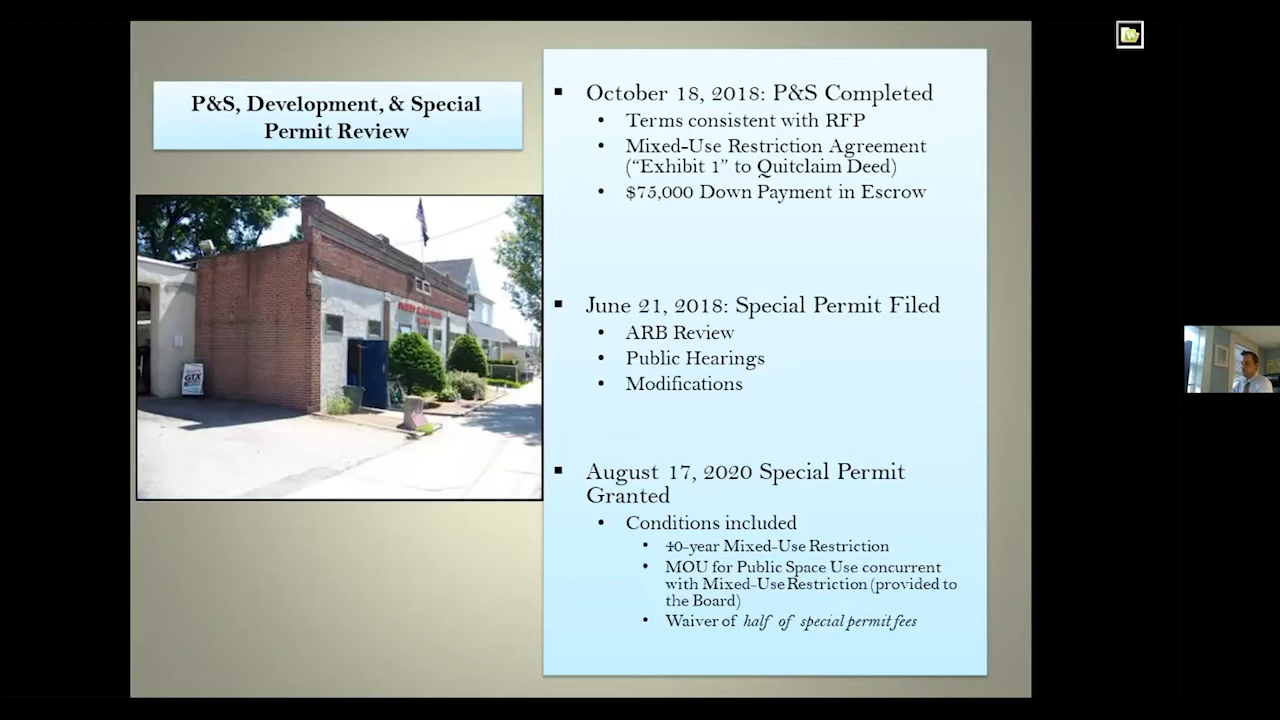 P&S, Development, & Special
Permit Review
▪ October 18, 2018: P&S Completed
• Terms consistent with RFP
• Mixed-Use Restriction Agreement
(“Exhibit 1” to Quitclaim Deed)
• $75,000 Down Payment in Escrow
▪ June 21, 2018: Special Permit Filed
• ARB Review
• Public Hearings
• Modifications
▪ August 17, 2020 Special Permit
Granted
• Conditions included
• 40-year Mixed-Use Restriction
• MOU for Public Space Use concurrent
with Mixed-Use Restriction (provided to
the Board)
• Waiver of half of special permit fees
GTX